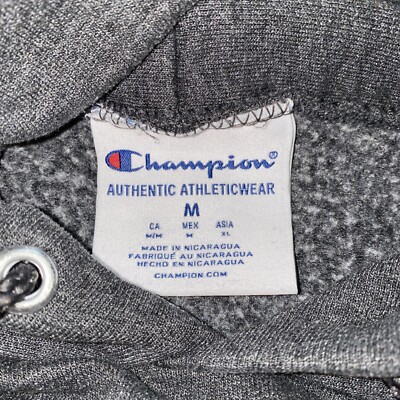 Champion®
AUTHENTIC ATHLETICWEAR
M
CA MEX ASIA
M/M M XL
MADE IN NICARAGUA
FABRIQUÉ AU NICARAGUA
HECHO EN NICARAGUA
CHAMPION.COM